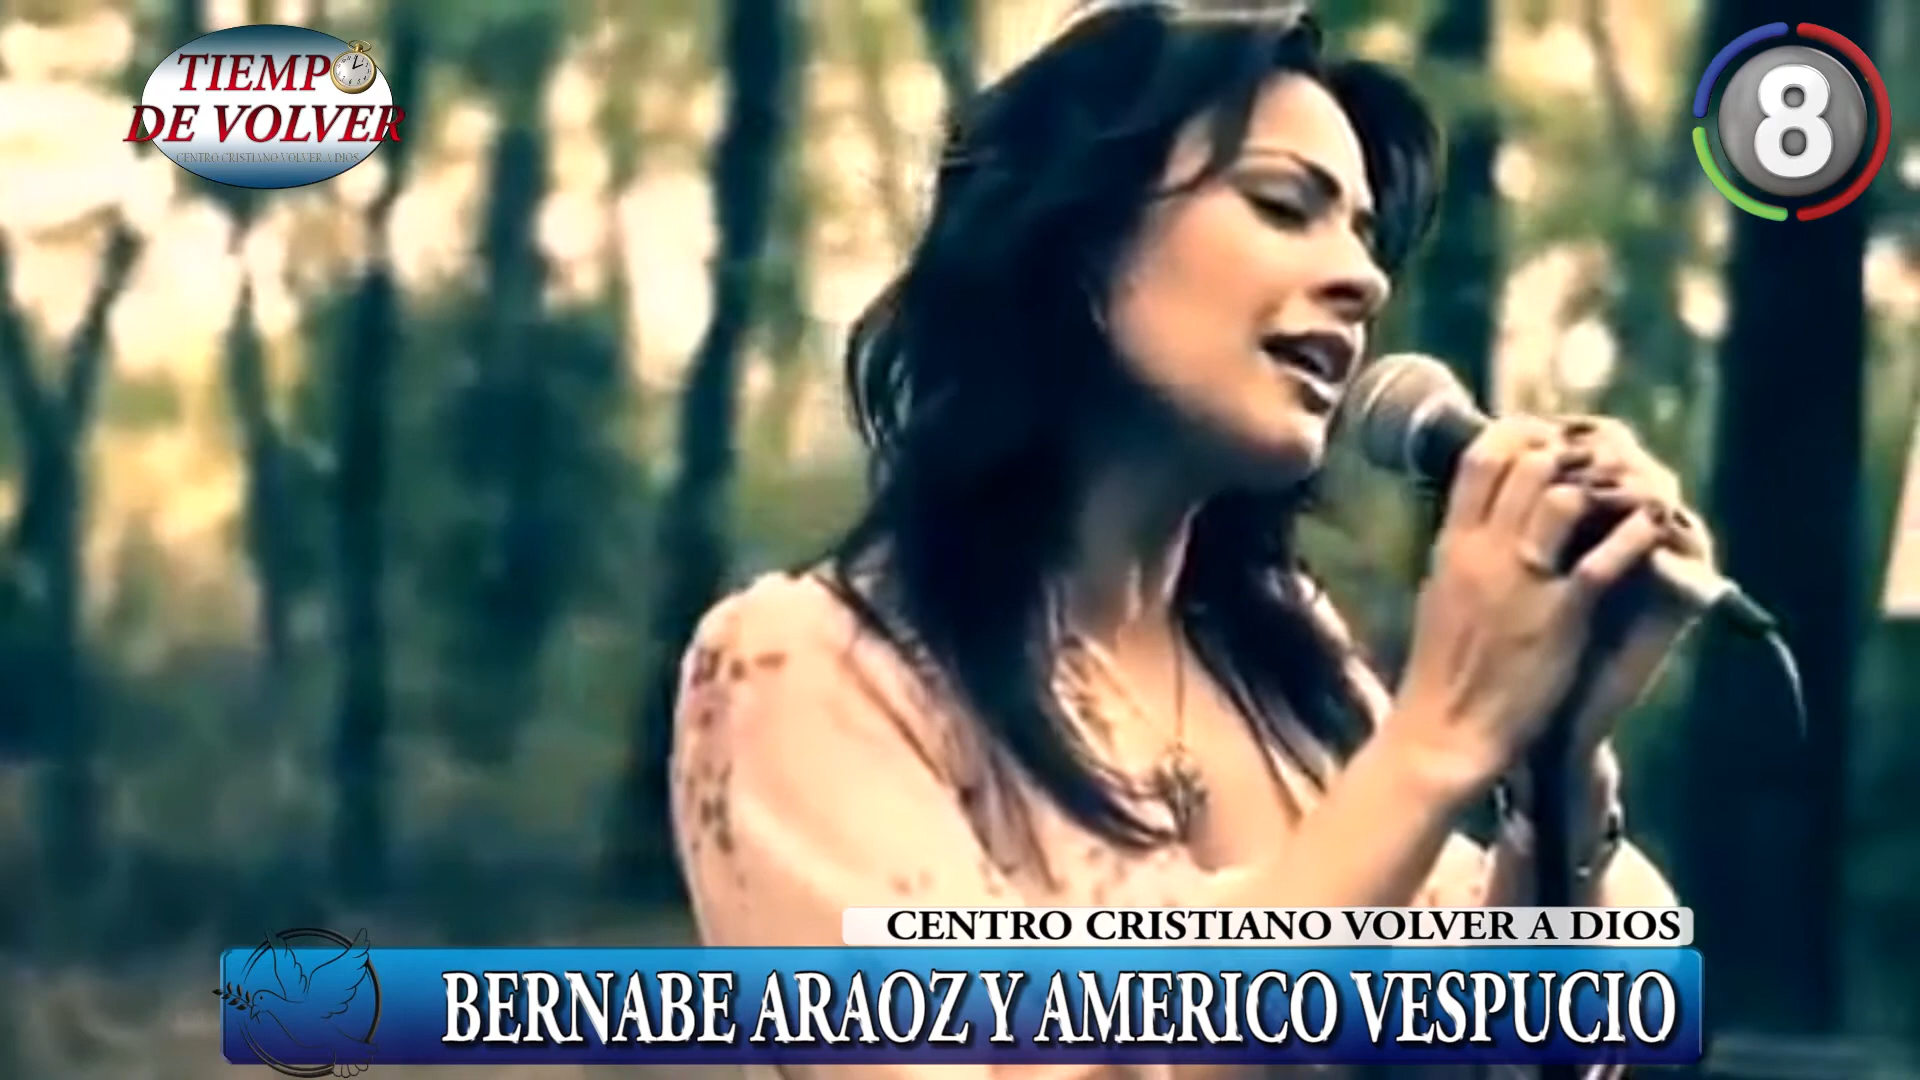 TIEMPO
DE VOLVER
CENTRO CRISTIANO VOLVER A DIOS
8
CENTRO CRISTIANO VOLVER A DIOS
BERNABE ARAOZ Y AMERICO VESPUCIO